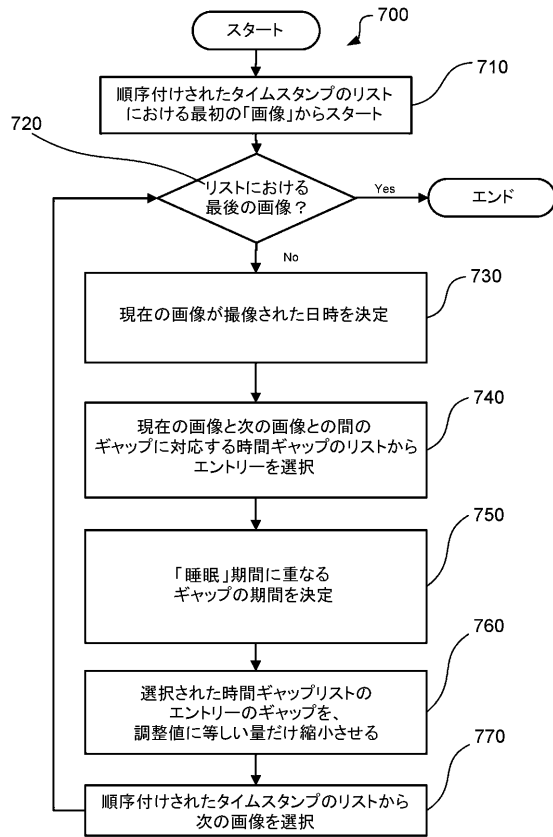 スタート
700
順序付けされたタイムスタンプのリスト
における最初の「画像」からスタート
710
720
リストにおける
最後の画像？
Yes
エンド
No
現在の画像が撮像された日時を決定
730
現在の画像と次の画像との間の
ギャップに対応する時間ギャップのリストから
エントリーを選択
740
「睡眠」期間に重なる
ギャップの期間を決定
750
選択された時間ギャップリストの
エントリーのギャップを、
調整値に等しい量だけ縮小させる
760
順序付けされたタイムスタンプのリストから
次の画像を選択
770